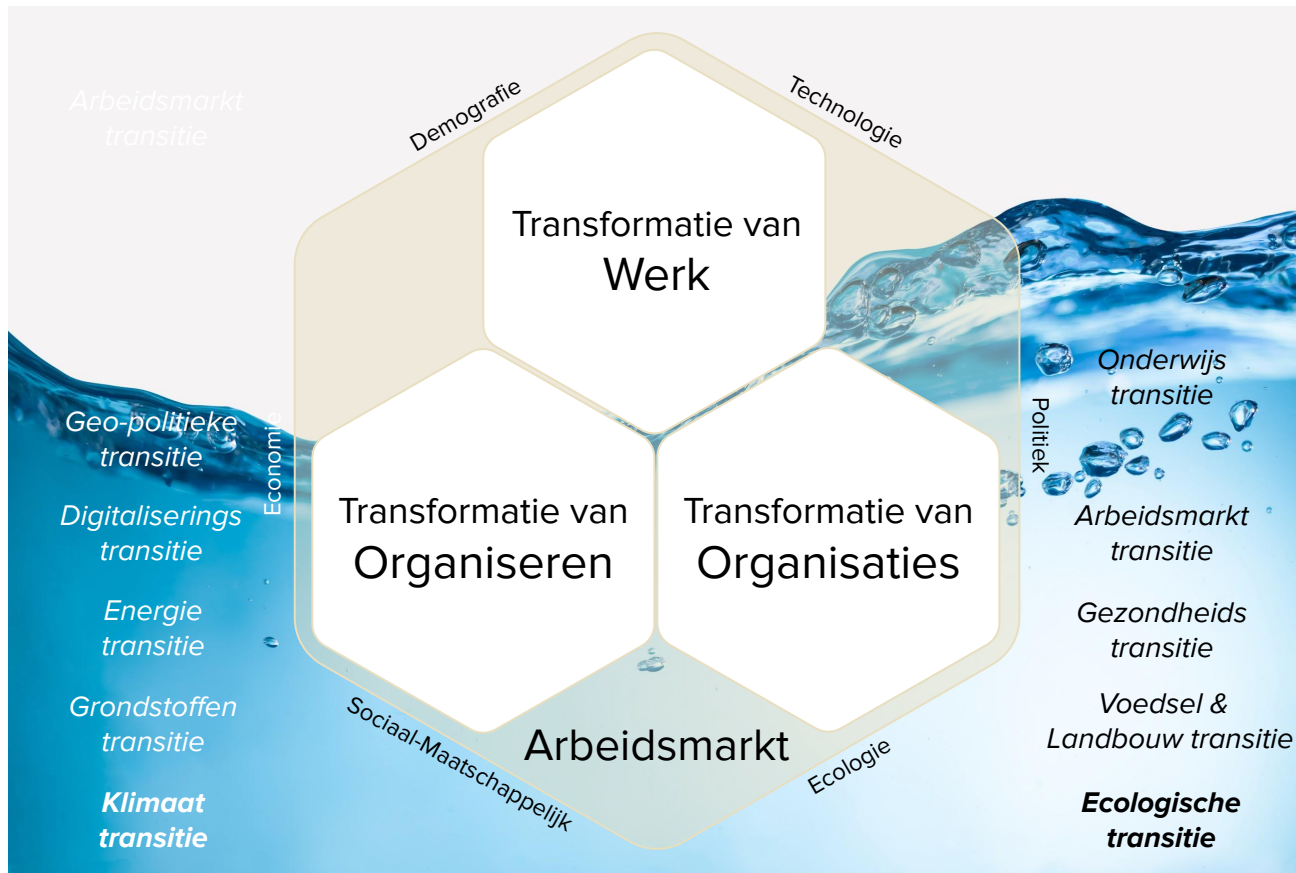 Arbeidsmarkt
transitie
Demografie
Technologie
Transformatie van
Werk
Geo-politieke
transitie
Digitaliserings
transitie
Energie
transitie
Grondstoffen
transitie
Klimaat
transitie
Economie
Transformatie van
Organiseren
Transformatie van
Organisaties
Politiek
Sociaal-Maatschappelijk
Arbeidsmarkt
Ecologie
Onderwijs
transitie
Arbeidsmarkt
transitie
Gezondheids
transitie
Voedsel &
Landbouw transitie
Ecologische
transitie